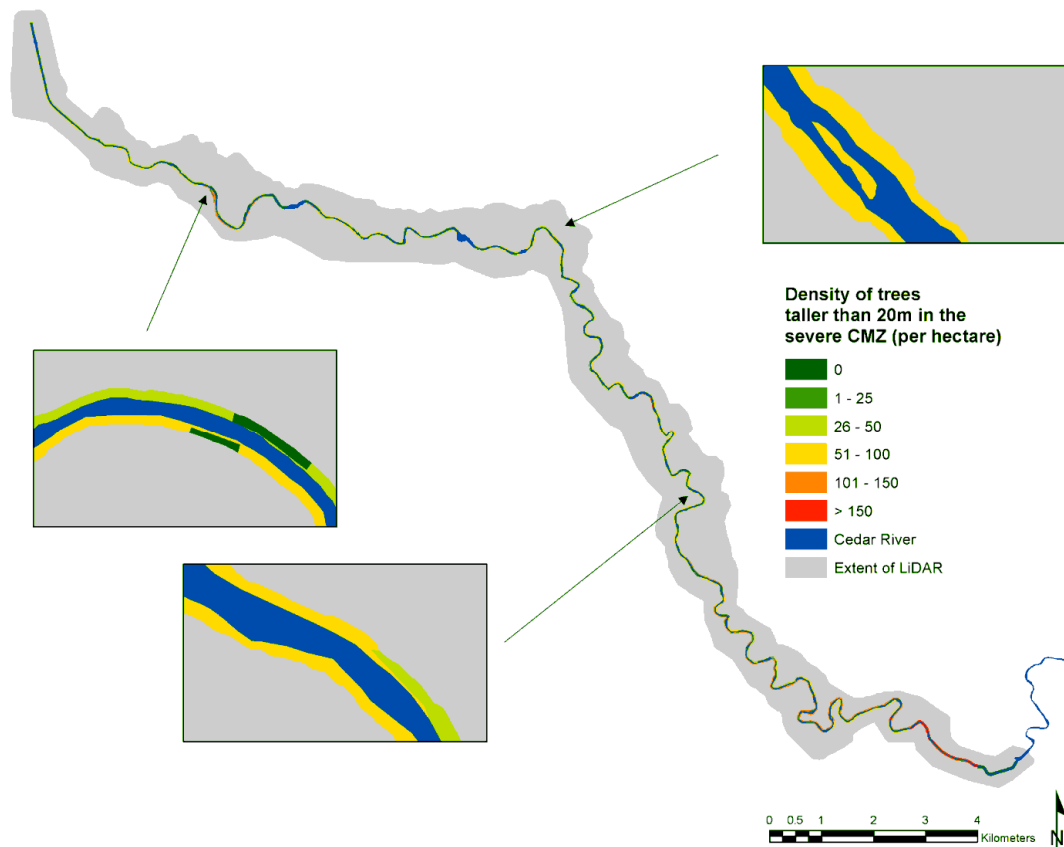 Density of trees
taller than 20m in the
severe CMZ (per hectare)
0
1 - 25
26 - 50
51 - 100
101 - 150
> 150
Cedar River
Extent of LiDAR
0 0.5 1 2 3 4
Kilometers
N